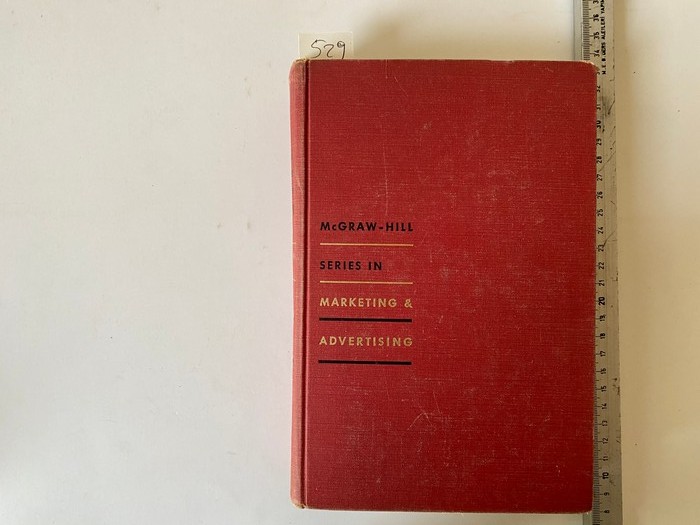 529
McGRAW-HILL
SERIES IN
MARKETING &
ADVERTISING